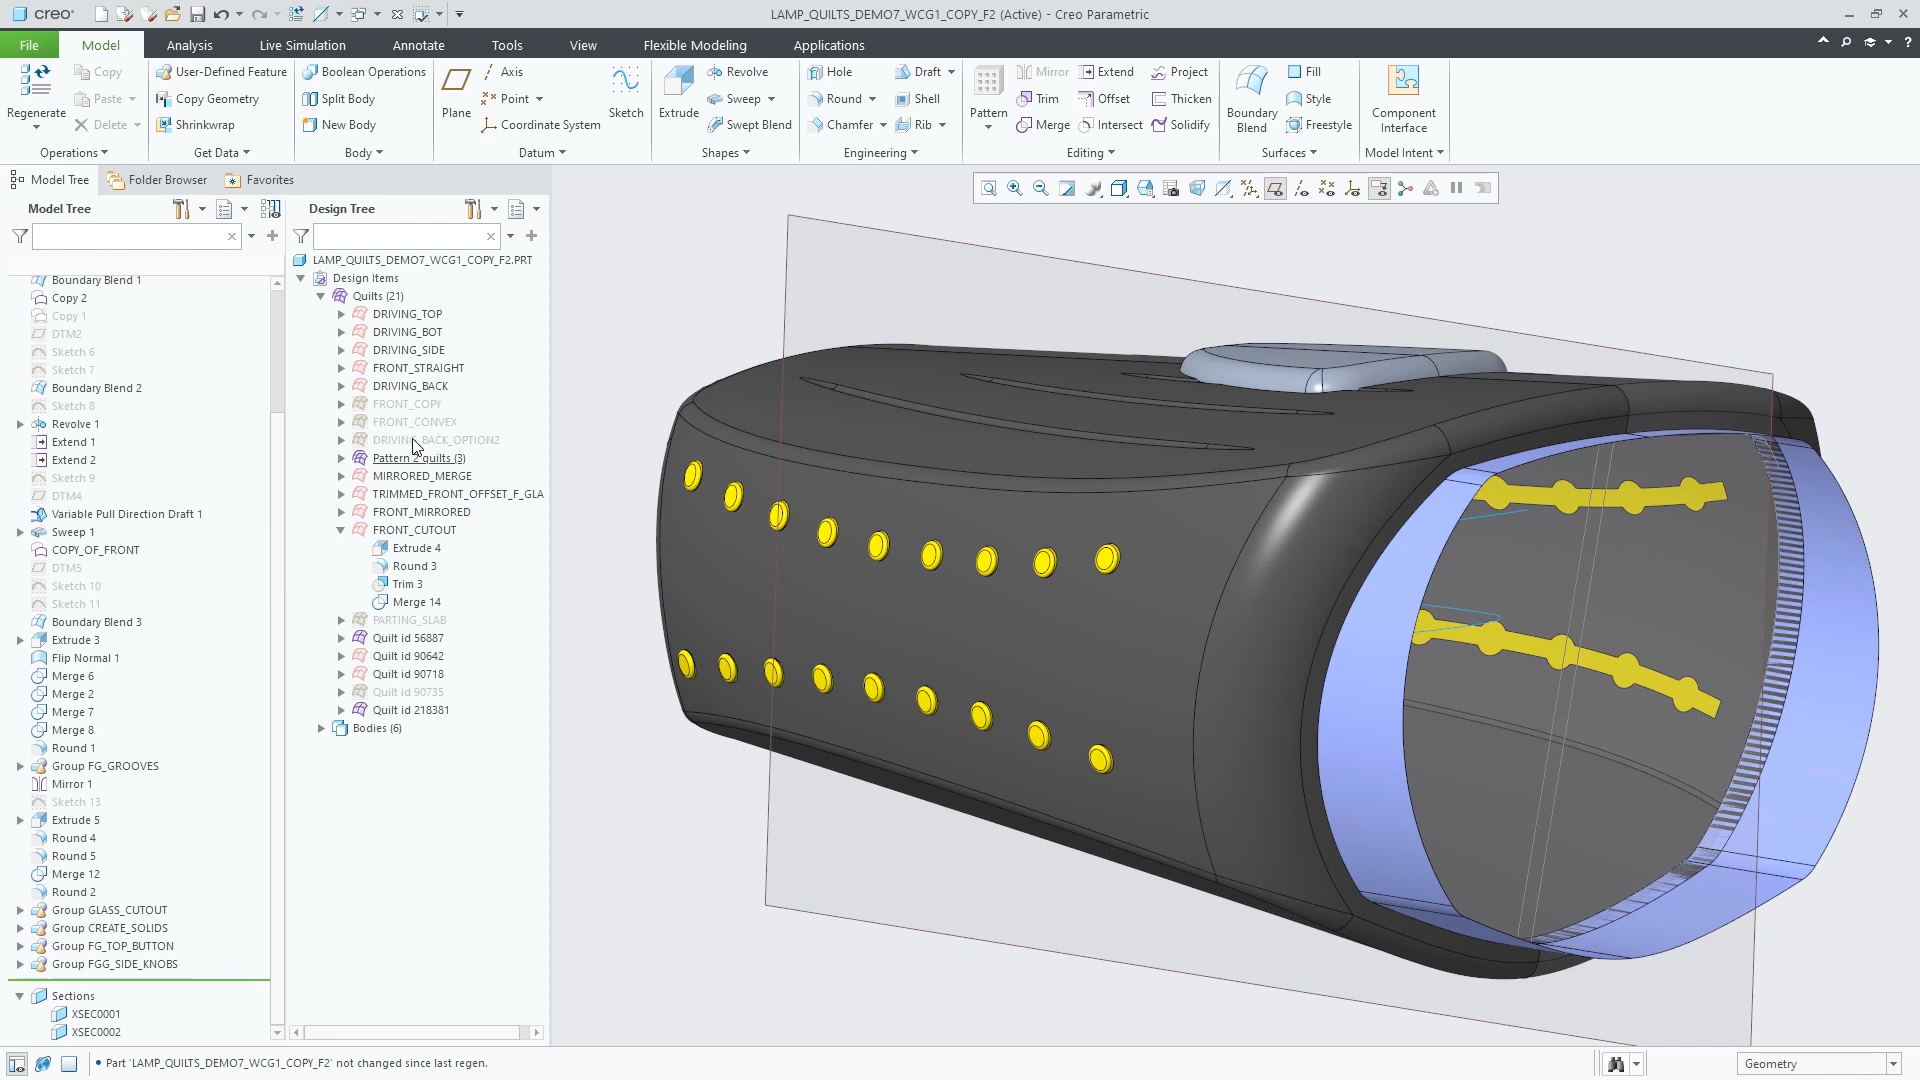 creo LAMP_QUILTS_DEMO7_WCG1_COPY_F2 (Active) - Creo Parametric
File Model Analysis Live Simulation Annotate Tools View Flexible Modeling Applications
Copy User-Defined Feature Boolean Operations Axis Revolve Hole Draft Mirror Extend Project Fill
Regenerate Paste Copy Geometry Split Body Plane Point Sketch Extrude Sweep Round Shell Pattern Trim Offset Thicken Boundary Blend Style Component Interface
Delete Shrinkwrap New Body Coordinate System Swept Blend Chamfer Rib Merge Intersect Solidify Freestyle
Operations Get Data Body Datum Shapes Engineering Editing Surfaces Model Intent
Model Tree Folder Browser Favorites
Model Tree
Boundary Blend 1
Copy 2
Copy 1
DTM2
Sketch 6
Sketch 7
Boundary Blend 2
Sketch 8
Revolve 1
Extend 1
Extend 2
Sketch 9
DTM4
Variable Pull Direction Draft 1
Sweep 1
COPY_OF_FRONT
DTM5
Sketch 10
Sketch 11
Boundary Blend 3
Extrude 3
Flip Normal 1
Merge 6
Merge 2
Merge 7
Merge 8
Round 1
Group FG_GROOVES
Mirror 1
Sketch 13
Extrude 5
Round 4
Round 5
Merge 12
Round 2
Group GLASS_CUTOUT
Group CREATE_SOLIDS
Group FG_TOP_BUTTON
Group FGG_SIDE_KNOBS
Sections
XSEC0001
XSEC0002
Design Tree
LAMP_QUILTS_DEMO7_WCG1_COPY_F2.PRT
Design Items
Quilts (21)
DRIVING_TOP
DRIVING_BOT
DRIVING_SIDE
FRONT_STRAIGHT
DRIVING_BACK
FRONT_COPY
FRONT_CONVEX
DRIVING_BACK_OPTION2
Pattern 2 quilts (3)
MIRRORED_MERGE
TRIMMED_FRONT_OFFSET_F_GLA
FRONT_MIRRORED
FRONT_CUTOUT
Extrude 4
Round 3
Trim 3
Merge 14
PARTING_SLAB
Quilt id 56887
Quilt id 90642
Quilt id 90718
Quilt id 90735
Quilt id 218381
Bodies (6)
• Part 'LAMP_QUILTS_DEMO7_WCG1_COPY_F2' not changed since last regen.
Geometry